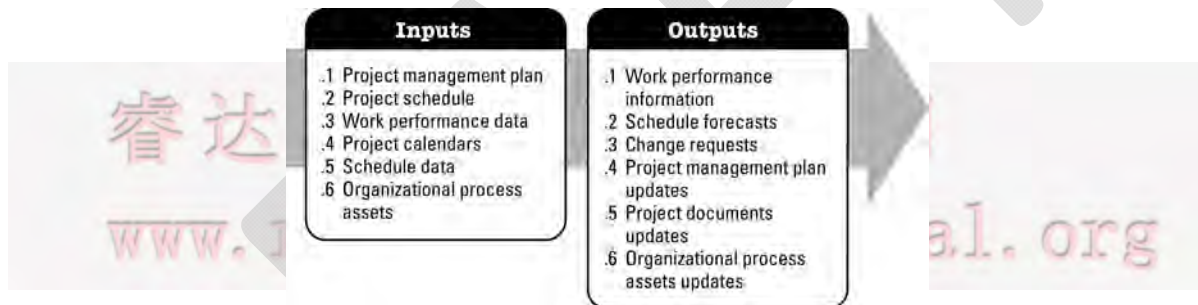 Inputs
.1 Project management plan
.2 Project schedule
.3 Work performance data
.4 Project calendars
.5 Schedule data
.6 Organizational process
assets
Outputs
.1 Work performance
information
.2 Schedule forecasts
.3 Change requests
.4 Project management plan
updates
.5 Project documents
updates
.6 Organizational process
assets updates
睿达
www.
al.org